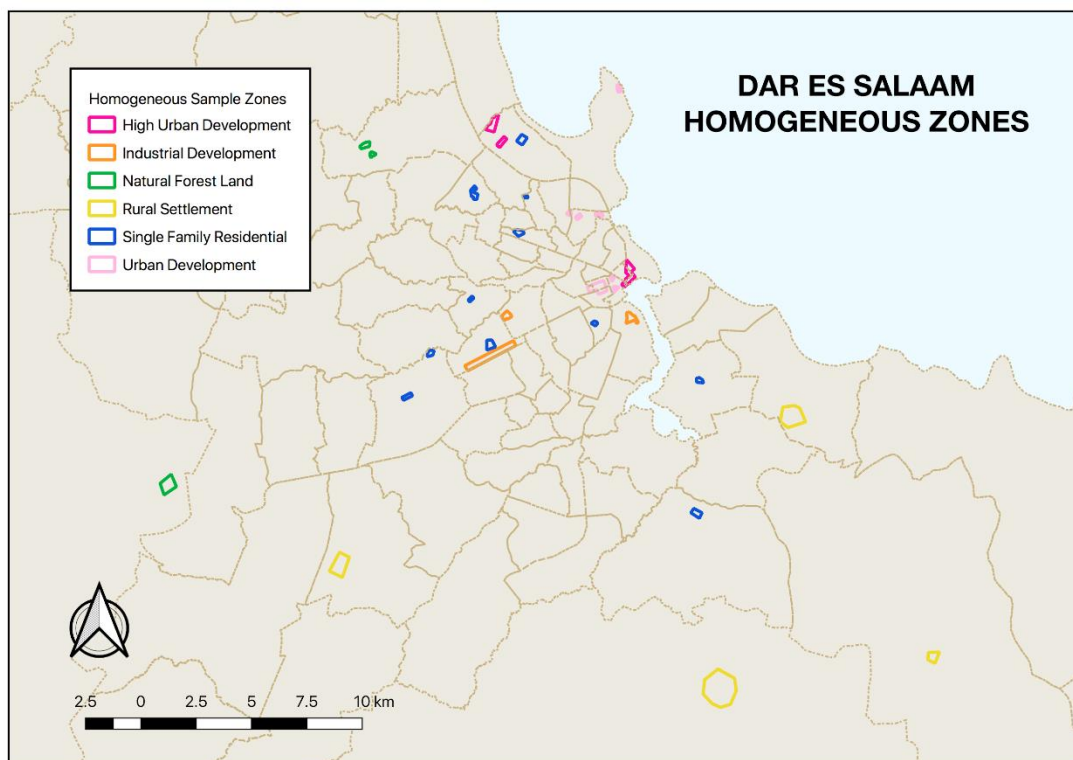 DAR ES SALAAM
HOMOGENEOUS ZONES
Homogeneous Sample Zones
High Urban Development
Industrial Development
Natural Forest Land
Rural Settlement
Single Family Residential
Urban Development
2.5 0 2.5 5 7.5 10 km